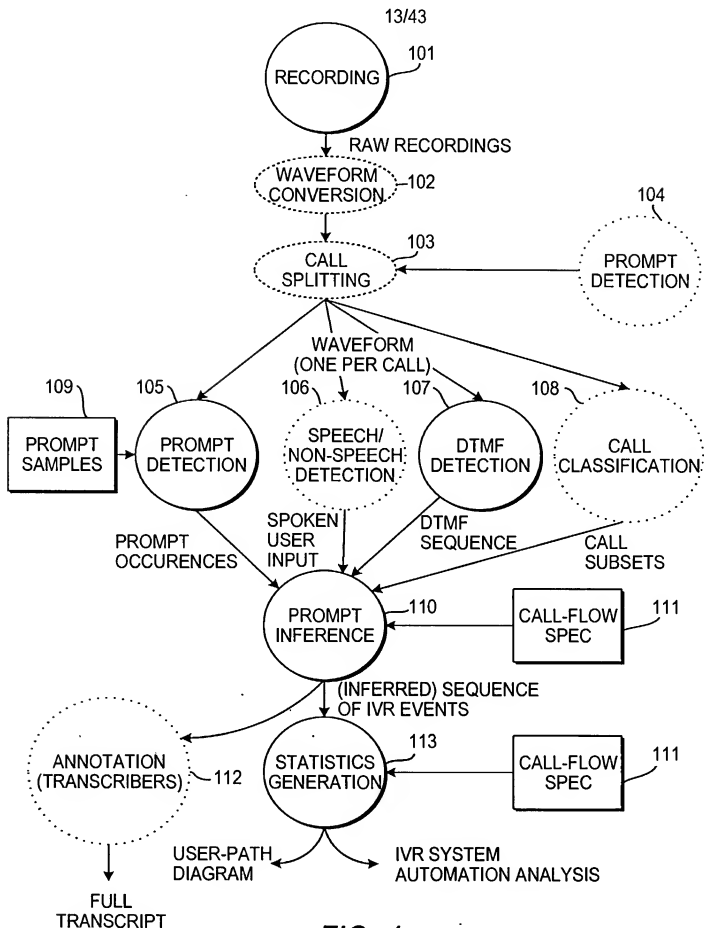 13/43
RECORDING
101
RAW RECORDINGS
WAVEFORM
CONVERSION
102
103
CALL
SPLITTING
104
PROMPT
DETECTION
WAVEFORM
(ONE PER CALL)
109
PROMPT
SAMPLES
105
PROMPT
DETECTION
106
SPEECH/
NON-SPEECH
DETECTION
107
DTMF
DETECTION
108
CALL
CLASSIFICATION
PROMPT
OCCURENCES
SPOKEN
USER
INPUT
DTMF
SEQUENCE
CALL
SUBSETS
PROMPT
INFERENCE
110
CALL-FLOW
SPEC
111
(INFERRED) SEQUENCE
OF IVR EVENTS
ANNOTATION
(TRANSCRIBERS)
112
STATISTICS
GENERATION
113
CALL-FLOW
SPEC
111
USER-PATH
DIAGRAM
IVR SYSTEM
AUTOMATION ANALYSIS
FULL
TRANSCRIPT